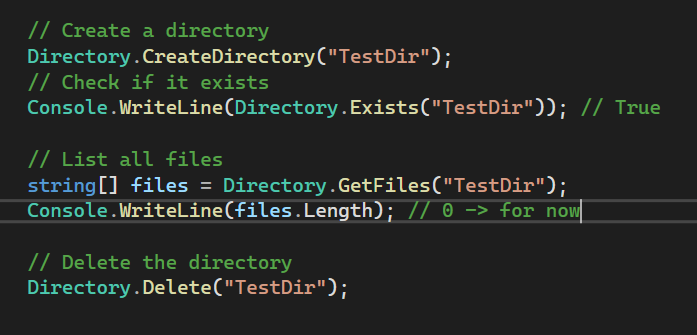 // Create a directory
Directory.CreateDirectory("TestDir");
// Check if it exists
Console.WriteLine(Directory.Exists("TestDir")); // True
// List all files
string[] files = Directory.GetFiles("TestDir");
Console.WriteLine(files.Length); // 0 -> for now
// Delete the directory
Directory.Delete("TestDir");